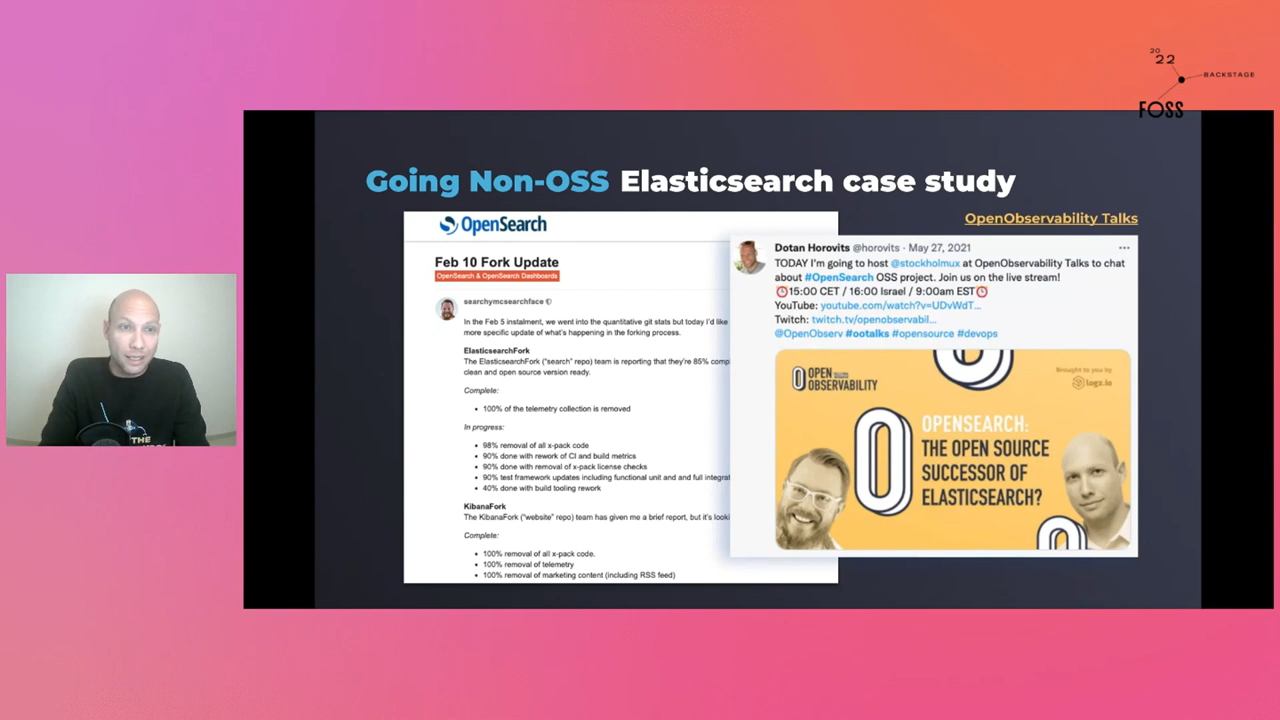 20
22
BACKSTAGE
FOSS
Going Non-OSS Elasticsearch case study
OpenObservability Talks
OpenSearch
Feb 10 Fork Update
OpenSearch & OpenSearch Dashboards
searchymcsearchface
In the Feb 5 instalment, we went into the quantitative git stats but today I'd like
more specific update of what's happening in the forking process.
ElasticsearchFork
The ElasticsearchFork ("search" repo) team is reporting that they're 85% comp
clean and open source version ready.
Complete:
• 100% of the telemetry collection is removed
In progress:
• 98% removal of all x-pack code
• 90% done with rework of CI and build metrics
• 90% done with removal of x-pack license checks
• 90% test framework updates including functional unit and and full integrat
• 40% done with build tooling rework
KibanaFork
The KibanaFork ("website" repo) team has given me a brief report, but it's looki
Complete:
• 100% removal of all x-pack code.
• 100% removal of telemetry
• 100% removal of marketing content (including RSS feed)
Dotan Horovits @horovits · May 27, 2021
TODAY I'm going to host @stockholmux at OpenObservability Talks to chat
about #OpenSearch OSS project. Join us on the live stream!
⏰15:00 CET / 16:00 Israel / 9:00am EST⏰
YouTube: youtube.com/watch?v=UDvWdT...
Twitch: twitch.tv/openobservabil...
@OpenObserv #ootalks #opensource #devops
OPEN
OBSERVABILITY
Brought to you by
logz.io
OPENSEARCH:
THE OPEN SOURCE
SUCCESSOR OF
ELASTICSEARCH?
THE